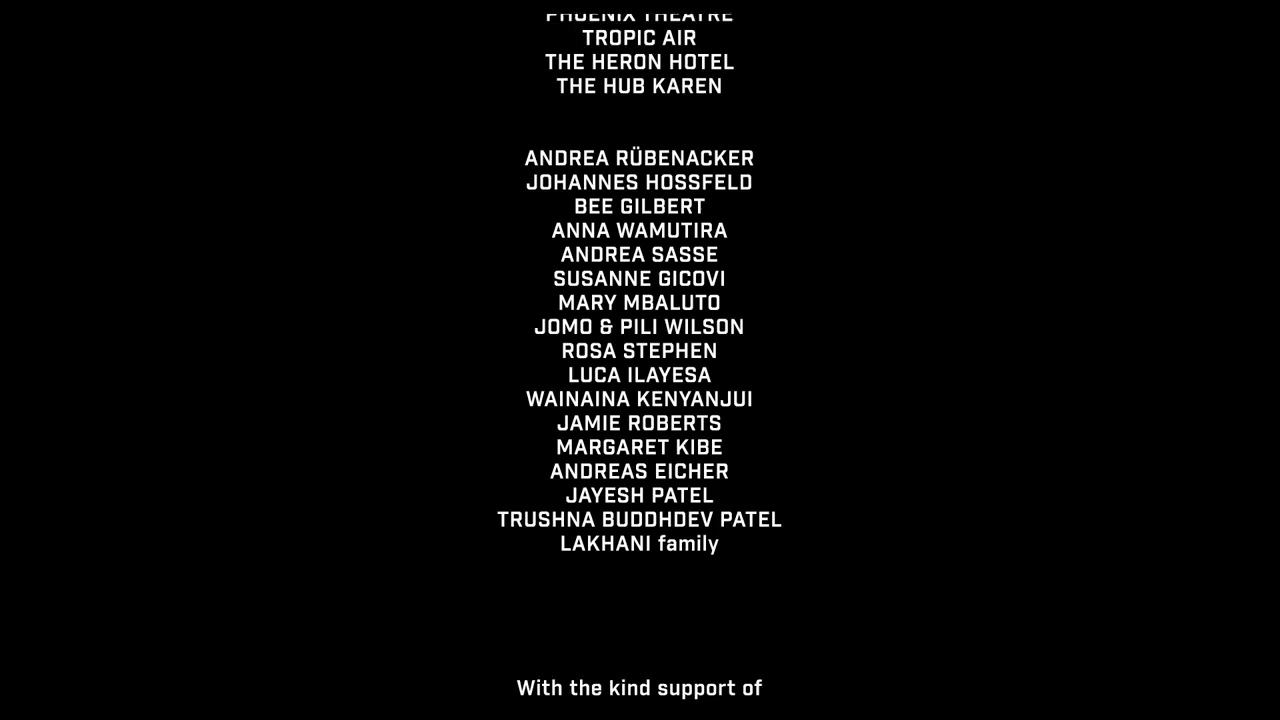 PHOENIX THEATRE
TROPIC AIR
THE HERON HOTEL
THE HUB KAREN
ANDREA RÜBENACKER
JOHANNES HOSSFELD
BEE GILBERT
ANNA WAMUTIRA
ANDREA SASSE
SUSANNE GICOVI
MARY MBALUTO
JOMO & PILI WILSON
ROSA STEPHEN
LUCA ILAYESA
WAINAINA KENYANJUI
JAMIE ROBERTS
MARGARET KIBE
ANDREAS EICHER
JAYESH PATEL
TRUSHNA BUDDHDEV PATEL
LAKHANI family
With the kind support of